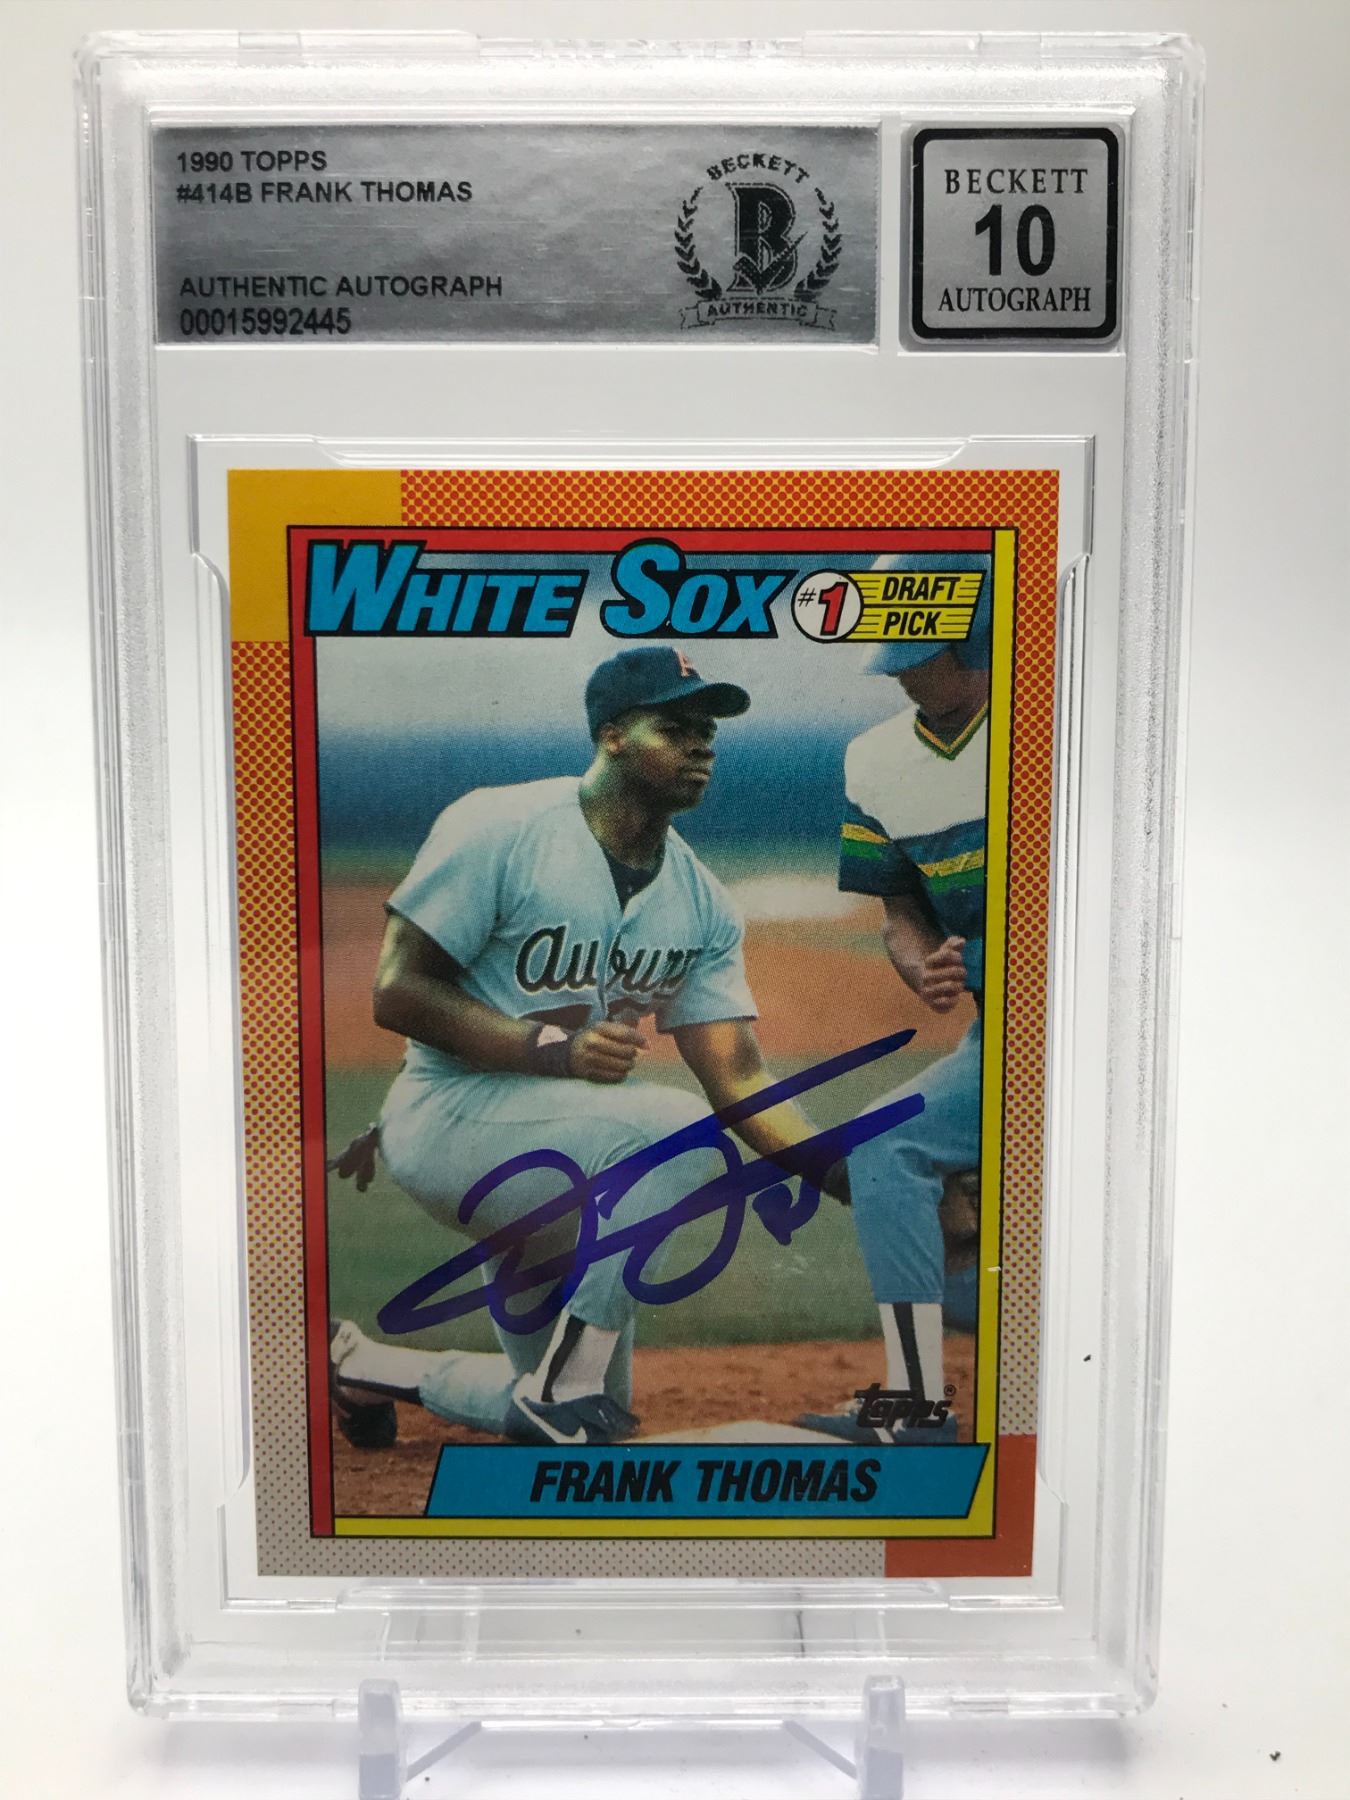 1990 TOPPS
#414B FRANK THOMAS
AUTHENTIC AUTOGRAPH
00015992445
BECKETT
B
AUTHENTIC
BECKETT
10
AUTOGRAPH
WHITE SOX #1 DRAFT PICK
A
Auburn
topps®
FRANK THOMAS